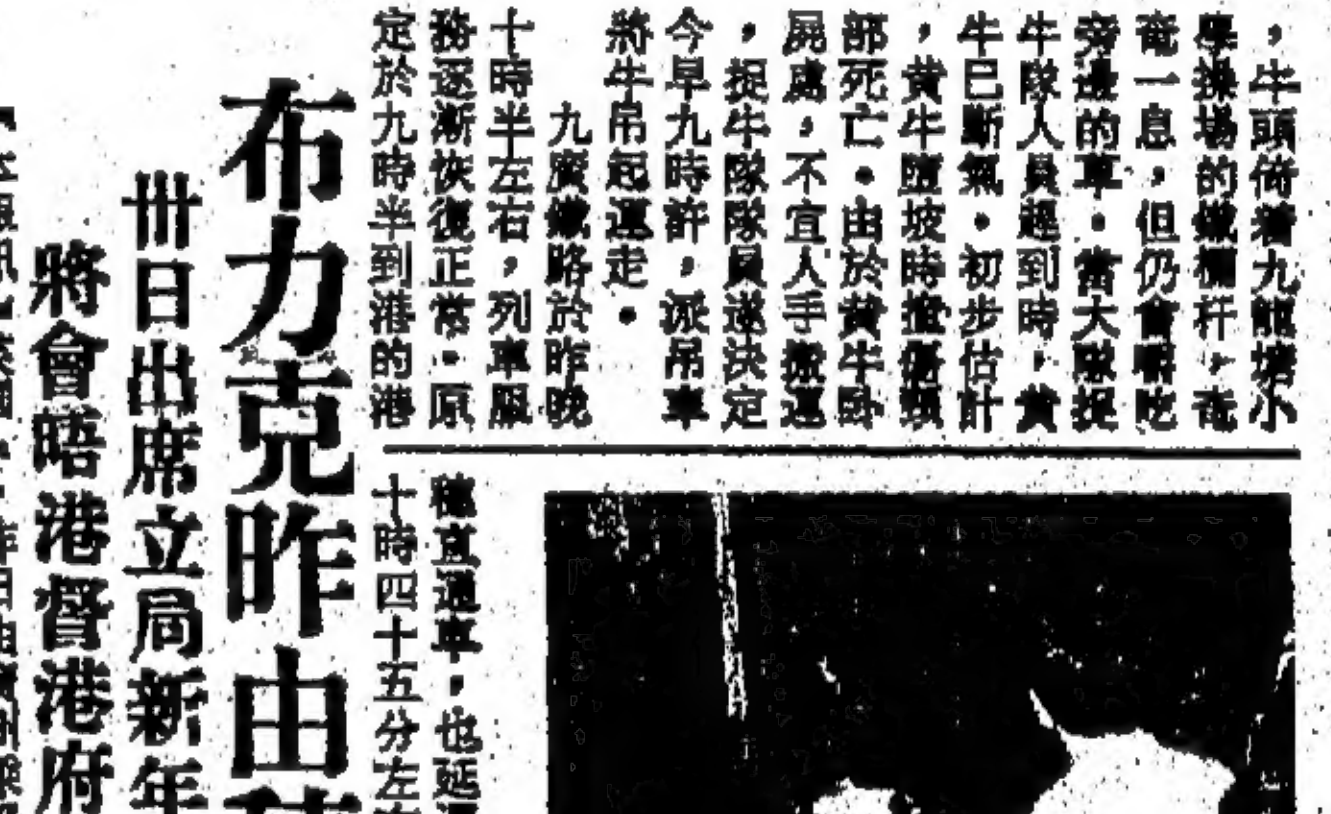 ，牛頭倚着九龍塘小
學操場的鐵欄杆，奄
奄一息，但仍會嚼吃
旁邊的草。當大隊捉
牛隊人員趕到時，黃
牛已斷氣。初步估計
，黃牛墮坡時撞傷頸
部死亡。由於黃牛卧
屍處，不宜人手搬運
，捉牛隊隊員遂決定
今早九時許，派吊車
將牛吊起運走。
九廣鐵路於昨晚
十時半左右，列車服
務逐漸恢復正常。原
定於九時半到港的港
穗直通車，也延
十時四十五分左
布力克昨由
卅日出席立局新年
將會晤港督港府